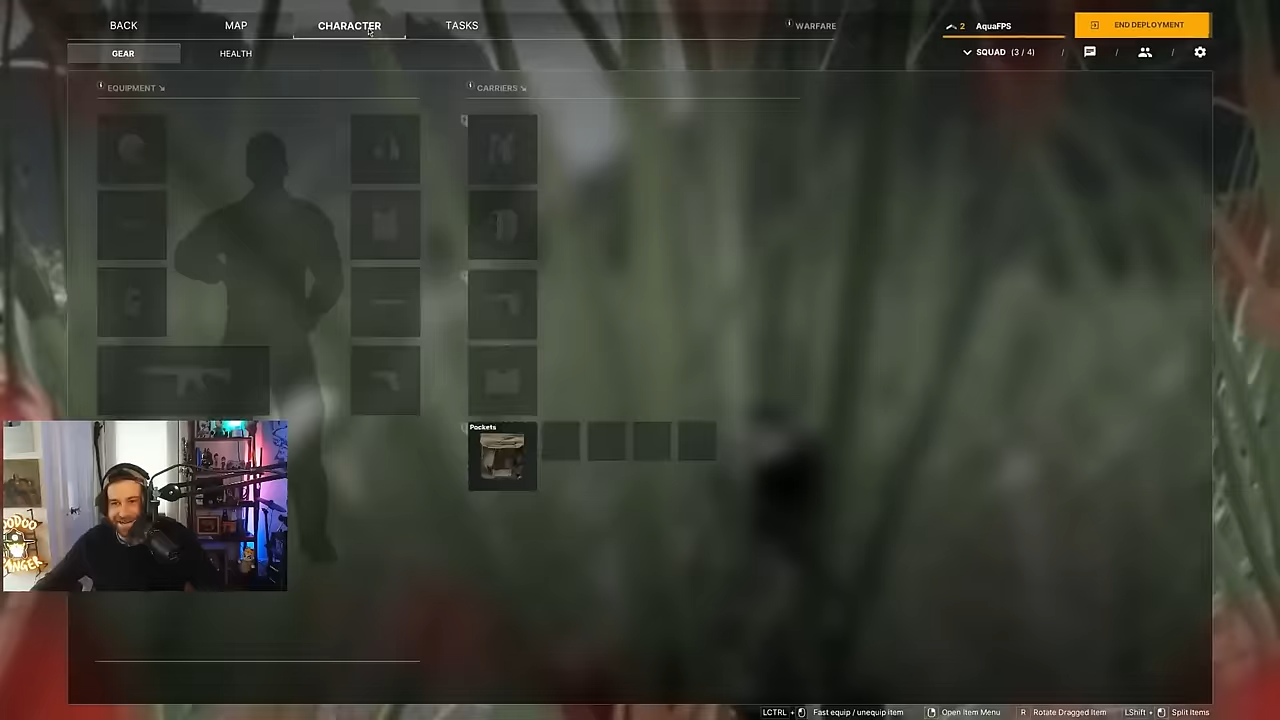 BACK
MAP
CHARACTER
TASKS
WARFARE
2 AquaFPS
END DEPLOYMENT
GEAR
HEALTH
SQUAD (3 / 4)
EQUIPMENT
CARRIERS
Pockets
LCTRL + Fast equip / unequip item
Open Item Menu
R Rotate Dragged Item
LShift + Split Items